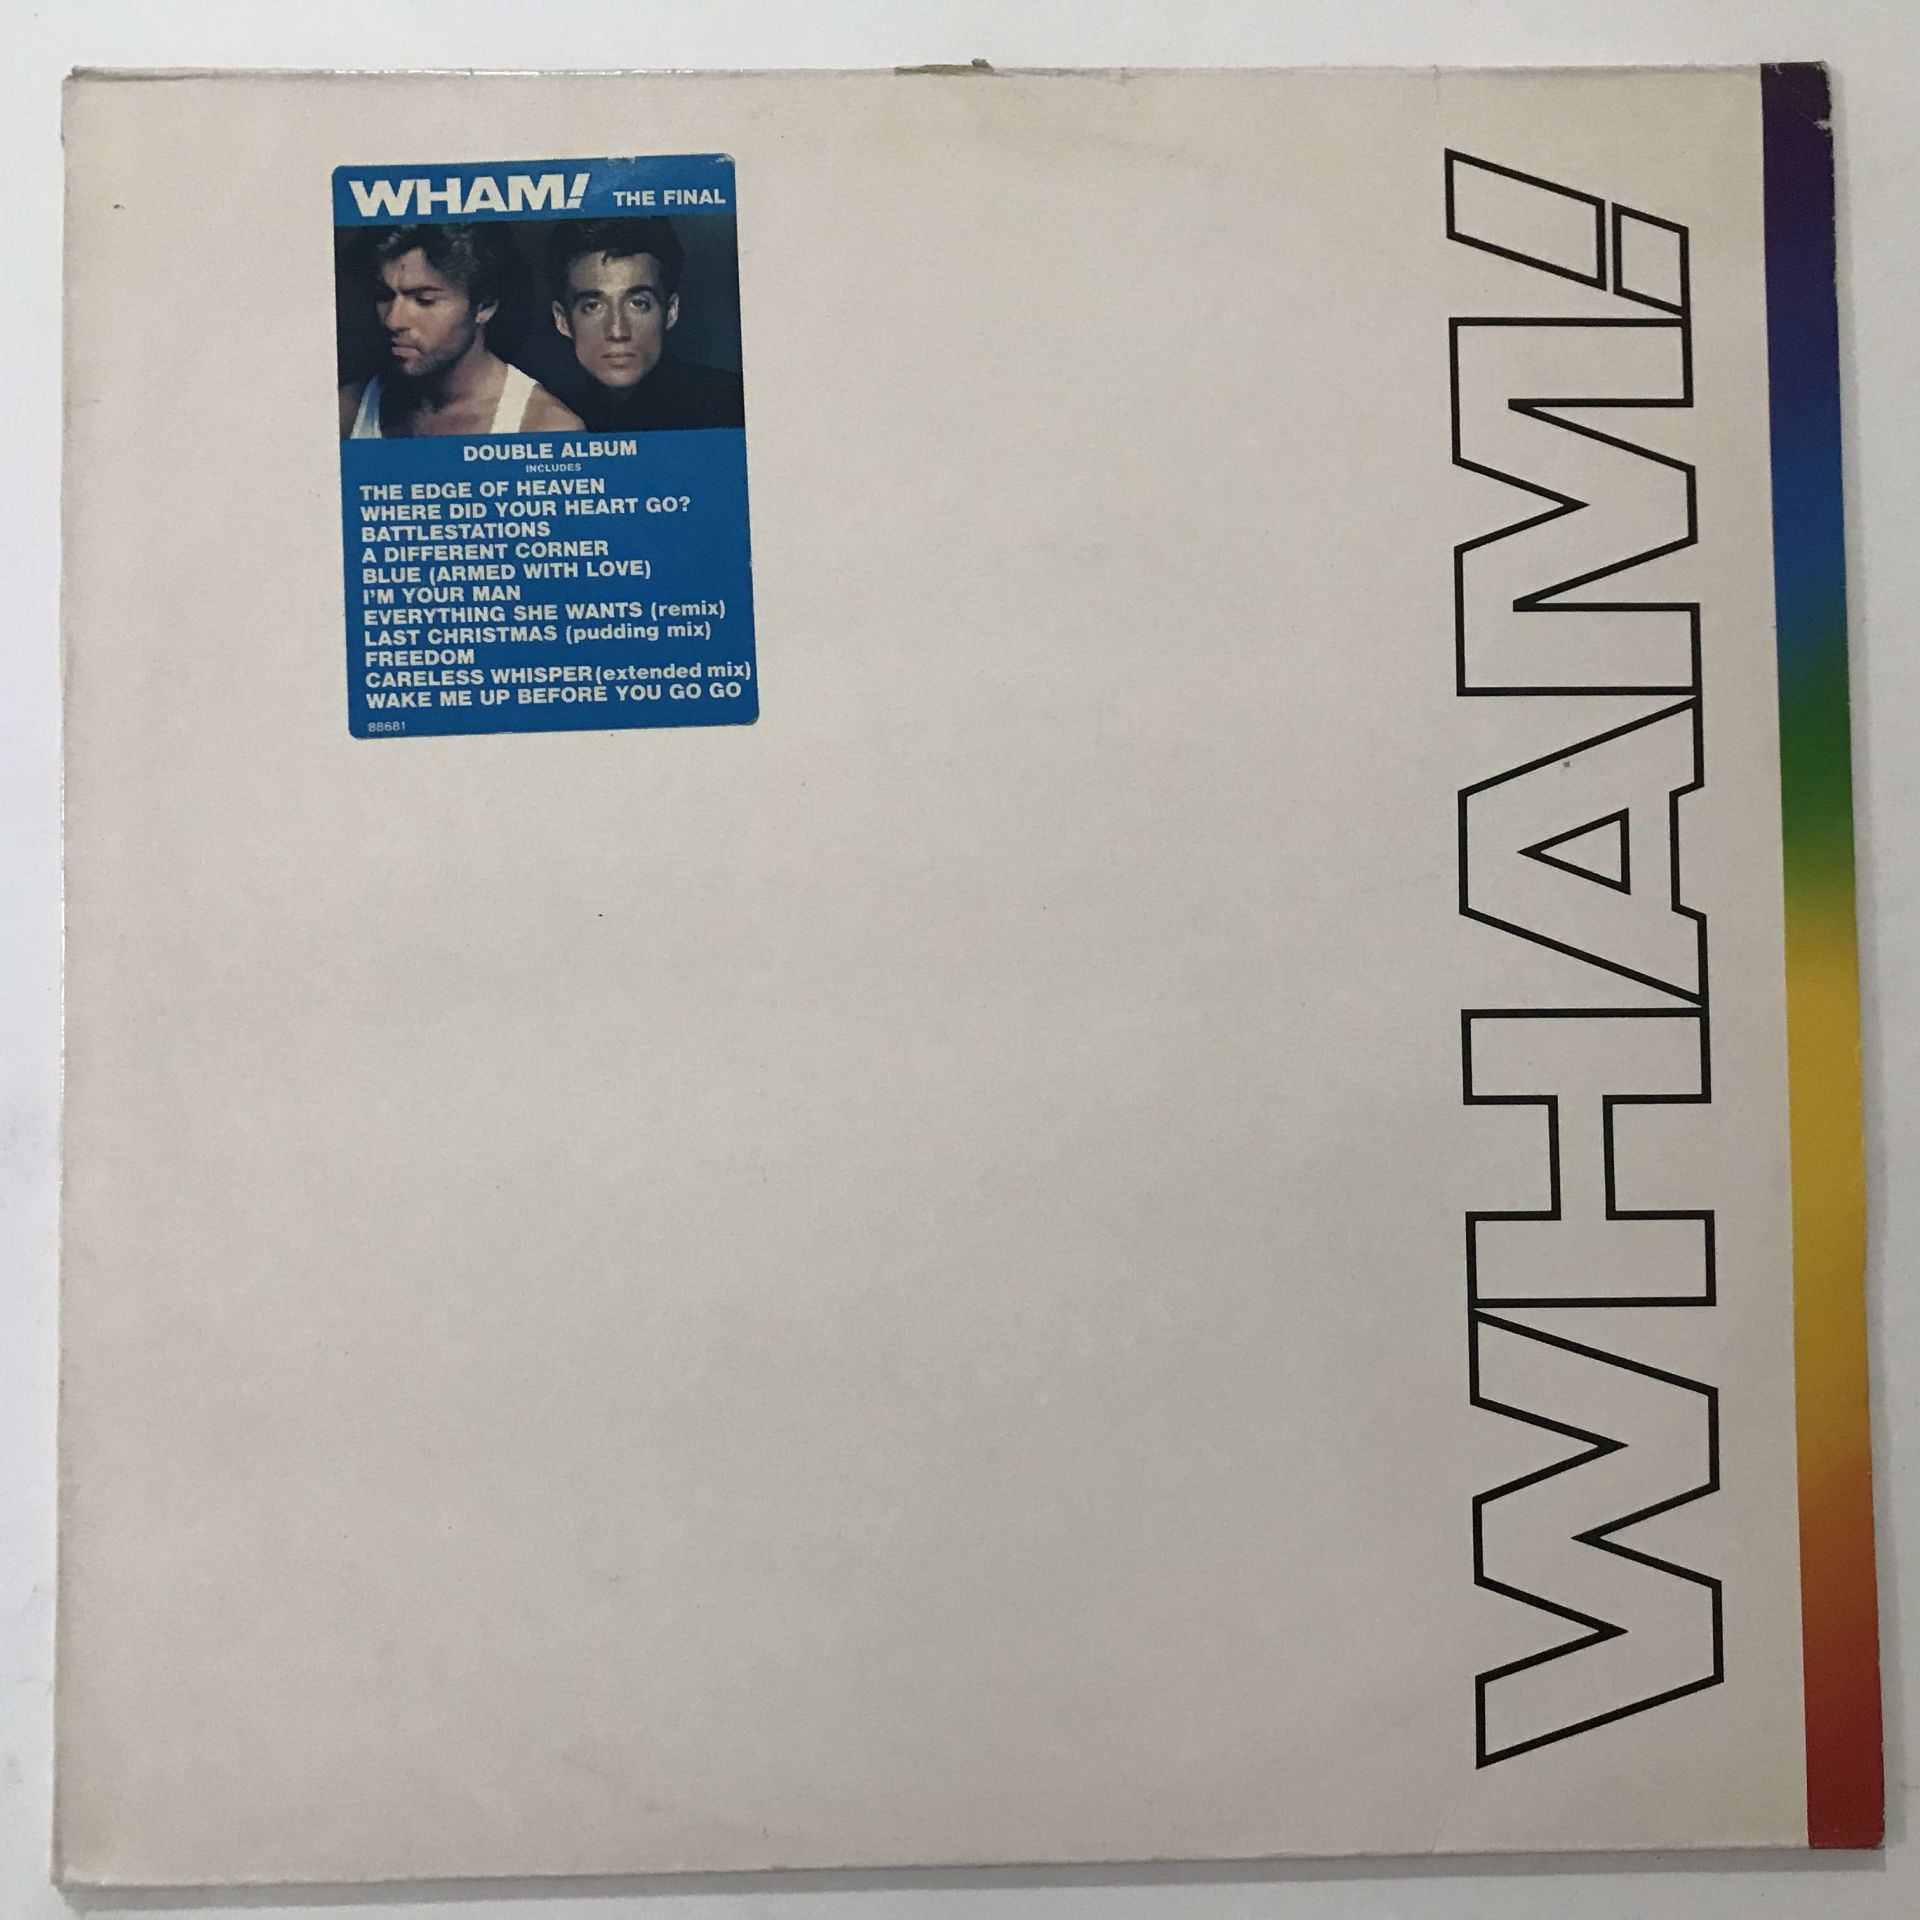 WHAM! THE FINAL
DOUBLE ALBUM
INCLUDES
THE EDGE OF HEAVEN
WHERE DID YOUR HEART GO?
BATTLESTATIONS
A DIFFERENT CORNER
BLUE (ARMED WITH LOVE)
I'M YOUR MAN
EVERYTHING SHE WANTS (remix)
LAST CHRISTMAS (pudding mix)
FREEDOM
CARELESS WHISPER (extended mix)
WAKE ME UP BEFORE YOU GO GO
88681
WHAM!